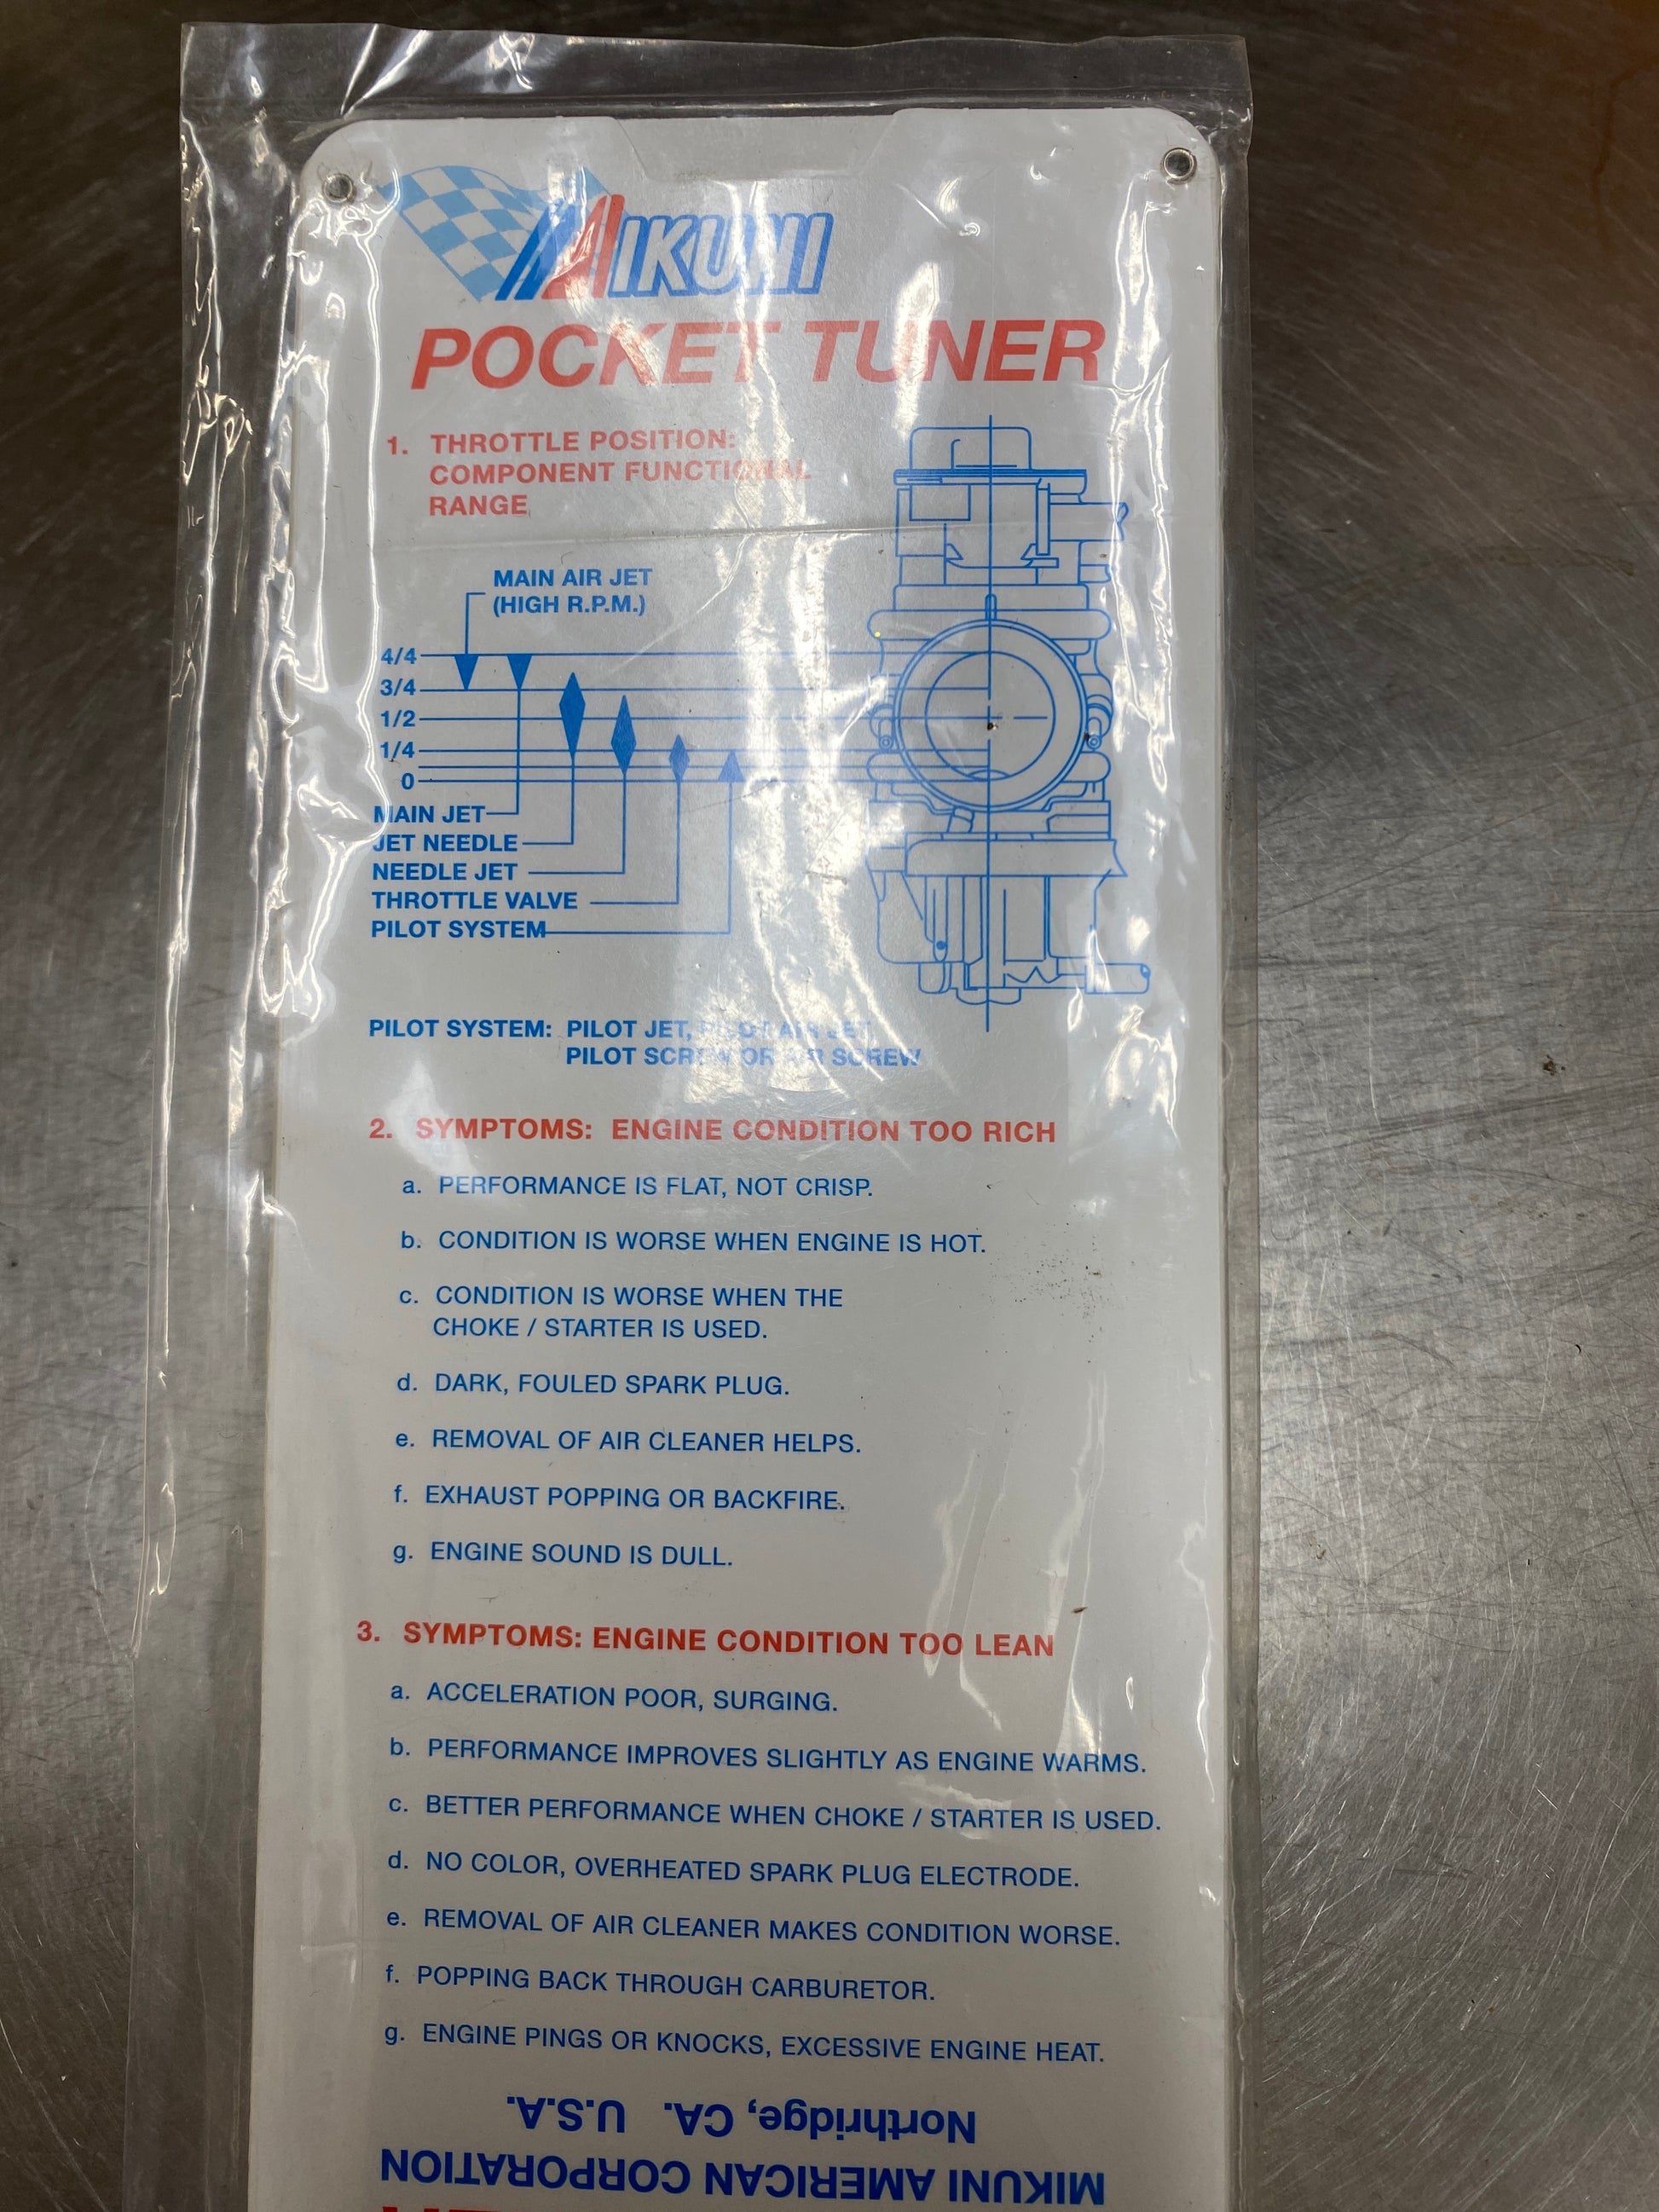 MIKUNI
POCKET TUNER
1. THROTTLE POSITION:
COMPONENT FUNCTIONAL
RANGE
MAIN AIR JET
(HIGH R.P.M.)
4/4
3/4
1/2
1/4
0
MAIN JET
JET NEEDLE
NEEDLE JET
THROTTLE VALVE
PILOT SYSTEM
PILOT SYSTEM: PILOT JET, PILOT AIR JET
PILOT SCREW OR AIR SCREW
2. SYMPTOMS: ENGINE CONDITION TOO RICH
a. PERFORMANCE IS FLAT, NOT CRISP.
b. CONDITION IS WORSE WHEN ENGINE IS HOT.
c. CONDITION IS WORSE WHEN THE
CHOKE / STARTER IS USED.
d. DARK, FOULED SPARK PLUG.
e. REMOVAL OF AIR CLEANER HELPS.
f. EXHAUST POPPING OR BACKFIRE.
g. ENGINE SOUND IS DULL.
3. SYMPTOMS: ENGINE CONDITION TOO LEAN
a. ACCELERATION POOR, SURGING.
b. PERFORMANCE IMPROVES SLIGHTLY AS ENGINE WARMS.
c. BETTER PERFORMANCE WHEN CHOKE / STARTER IS USED.
d. NO COLOR, OVERHEATED SPARK PLUG ELECTRODE.
e. REMOVAL OF AIR CLEANER MAKES CONDITION WORSE.
f. POPPING BACK THROUGH CARBURETOR.
g. ENGINE PINGS OR KNOCKS, EXCESSIVE ENGINE HEAT.
MIKUNI AMERICAN CORPORATION
Northridge, CA. U.S.A.